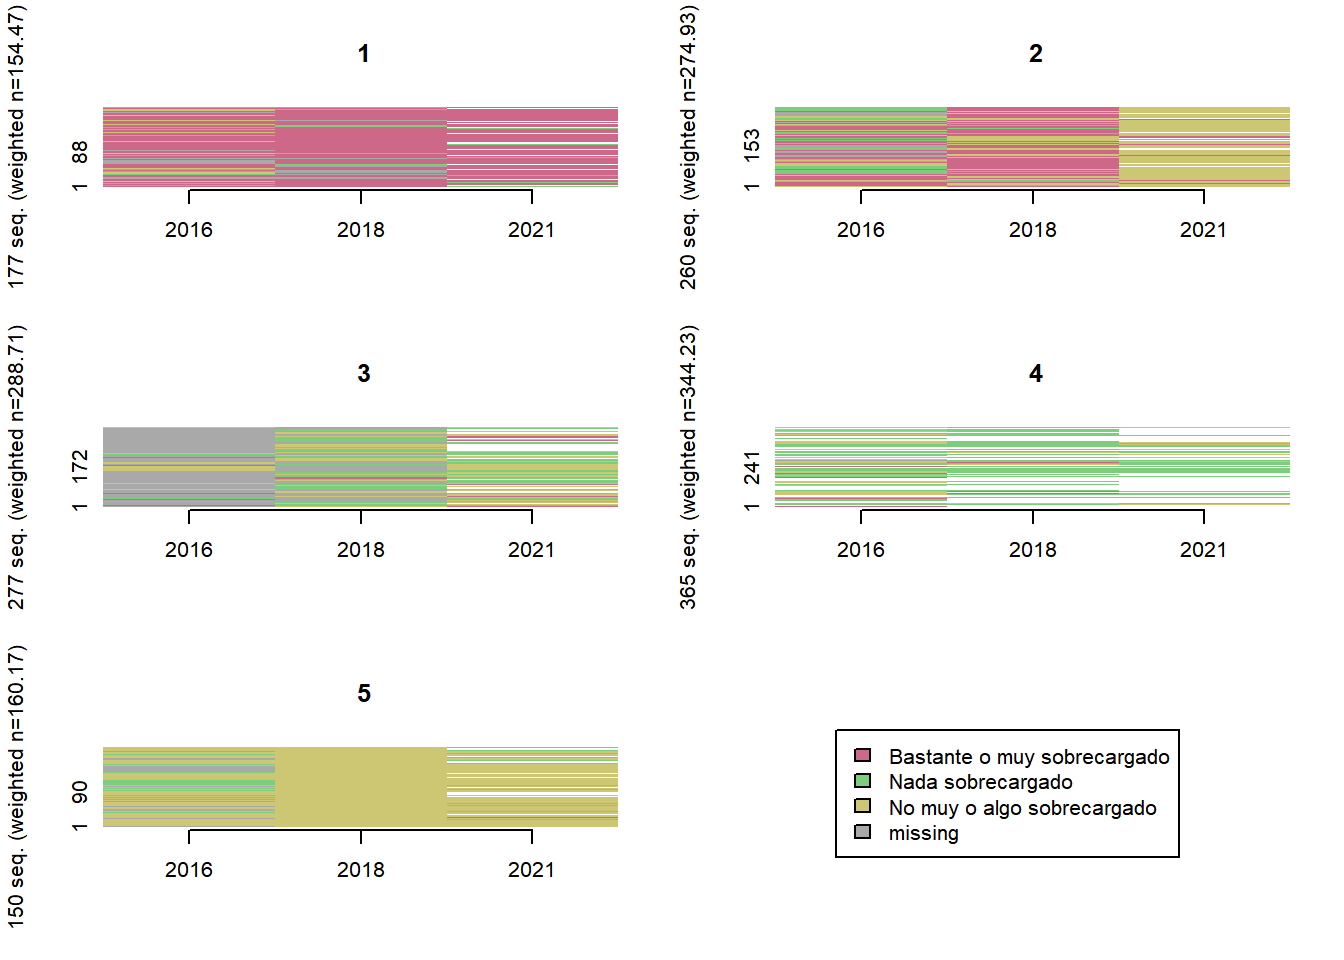 1
177 seq. (weighted n=154.47)
1 88
2016 2018 2021
2
260 seq. (weighted n=274.93)
1 153
2016 2018 2021
3
277 seq. (weighted n=288.71)
1 172
2016 2018 2021
4
365 seq. (weighted n=344.23)
1 241
2016 2018 2021
5
150 seq. (weighted n=160.17)
1 90
2016 2018 2021
Bastante o muy sobrecargado
Nada sobrecargado
No muy o algo sobrecargado
missing